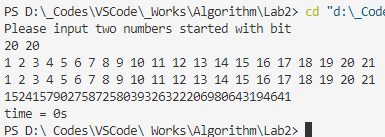 PS D:\_Codes\VSCode\_Works\Algorithm\Lab2> cd "d:\_Code
Please input two numbers started with bit
20 20
1 2 3 4 5 6 7 8 9 10 11 12 13 14 15 16 17 18 19 20 21
1 2 3 4 5 6 7 8 9 10 11 12 13 14 15 16 17 18 19 20 21
15241579027587258039326322206980643194641
time = 0s
PS D:\_Codes\VSCode\_Works\Algorithm\Lab2>